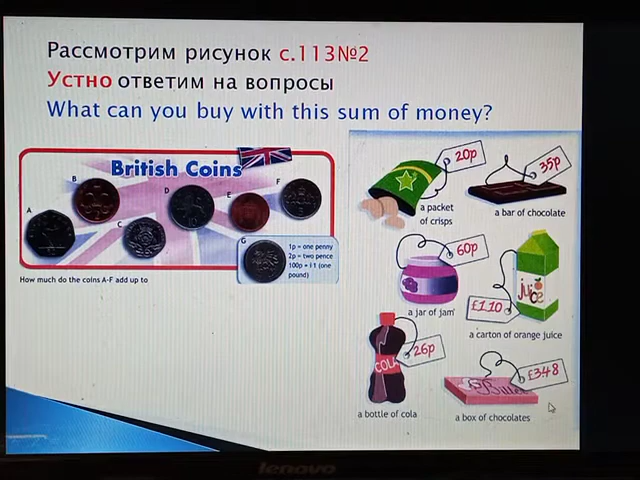 Рассмотрим рисунок с.113№2
Устно ответим на вопросы
What can you buy with this sum of money?
British Coins
A
B
C
D
E
F
G
1p = one penny
2p = two pence
100p = £1 (one
pound)
How much do the coins A-F add up to
20p
a packet
of crisps
35p
a bar of chocolate
60p
a jar of jam
juice
£1.10
a carton of orange juice
COLA
26p
a bottle of cola
£3.48
a box of chocolates
lenovo